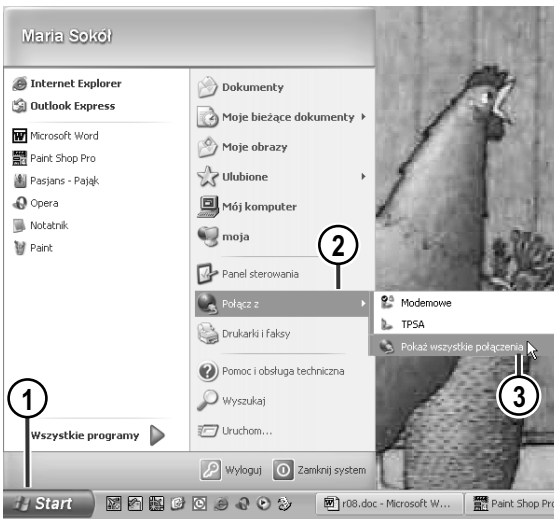 Maria Sokół
Internet Explorer
Outlook Express
Microsoft Word
Paint Shop Pro
Pasjans - Pająk
Opera
Notatnik
Paint
Wszystkie programy
Dokumenty
Moje bieżące dokumenty
Moje obrazy
Ulubione
Mój komputer
moja
Panel sterowania
Połącz z
Drukarki i faksy
Pomoc i obsługa techniczna
Wyszukaj
Uruchom...
Modemowe
TPSA
Pokaż wszystkie połączenia
1
2
3
Wyloguj
Zamknij system
Start
r08.doc - Microsoft W...
Paint Shop Pr